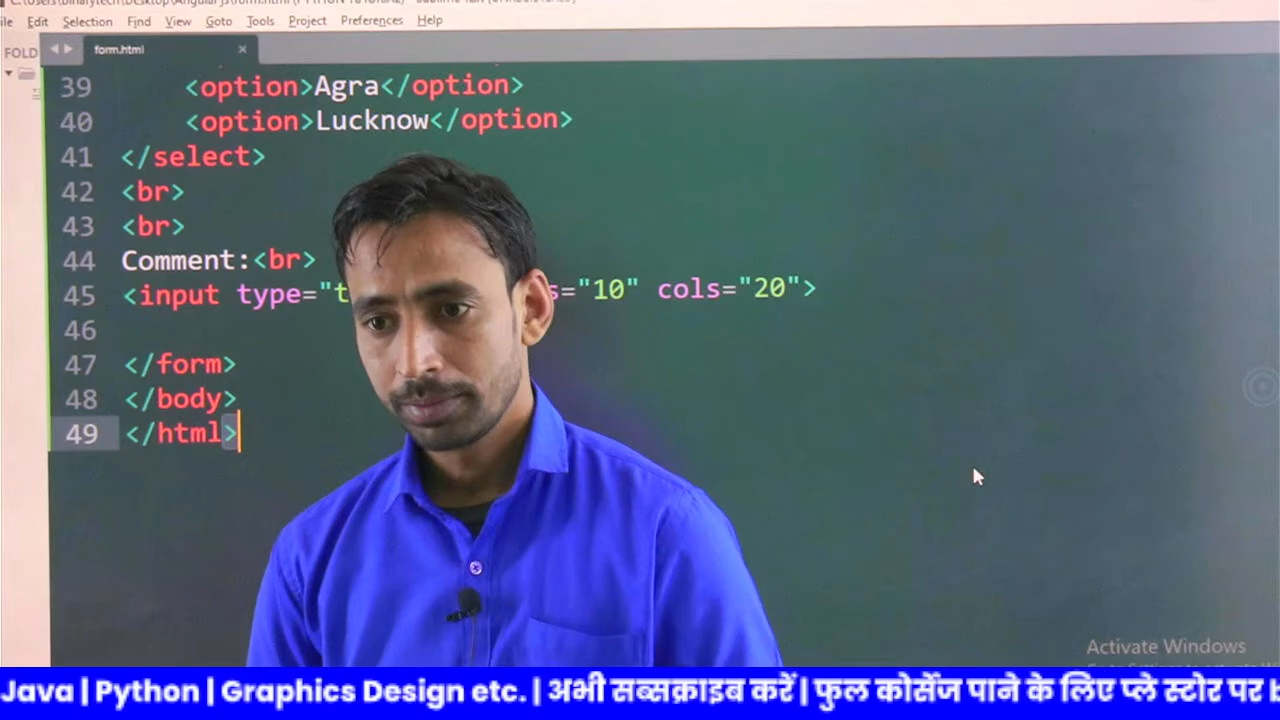 File Edit Selection Find View Goto Tools Project Preferences Help
FOLD
form.html
39 <option>Agra</option>
40 <option>Lucknow</option>
41 </select>
42 <br>
43 <br>
44 Comment:<br>
45 <input type="t s="10" cols="20">
46
47 </form>
48 </body>
49 </html>
Activate Windows
Java | Python | Graphics Design etc. | अभी सब्सक्राइब करें | फुल कोर्सेज पाने के लिए प्ले स्टोर पर b